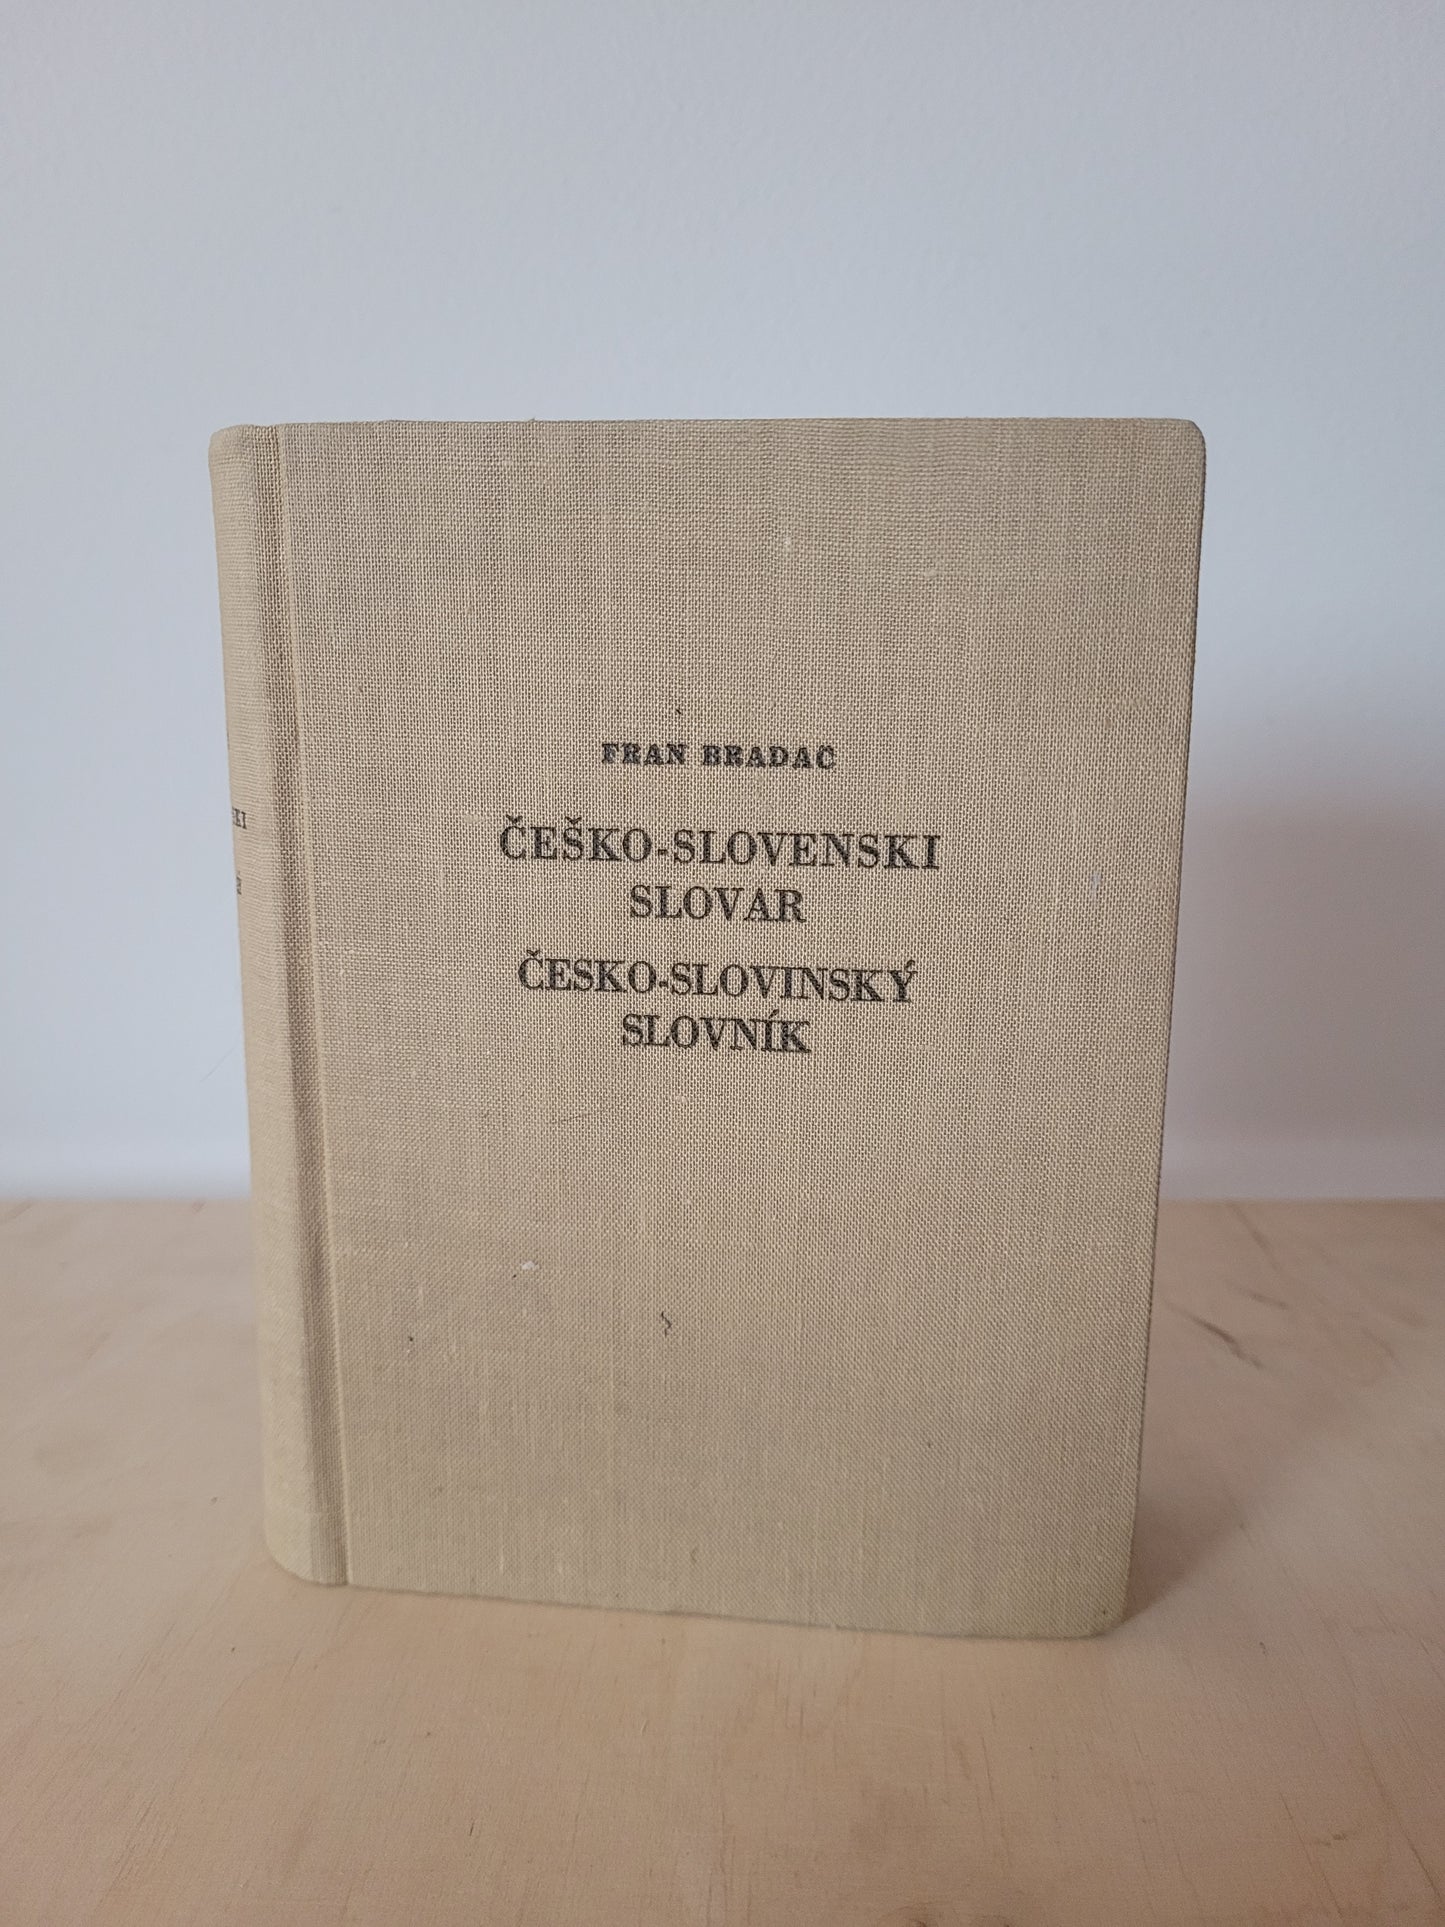 FRAN BRADAČ
ČEŠKO-SLOVENSKI
SLOVAR
ČESKO-SLOVINSKÝ
SLOVNÍK